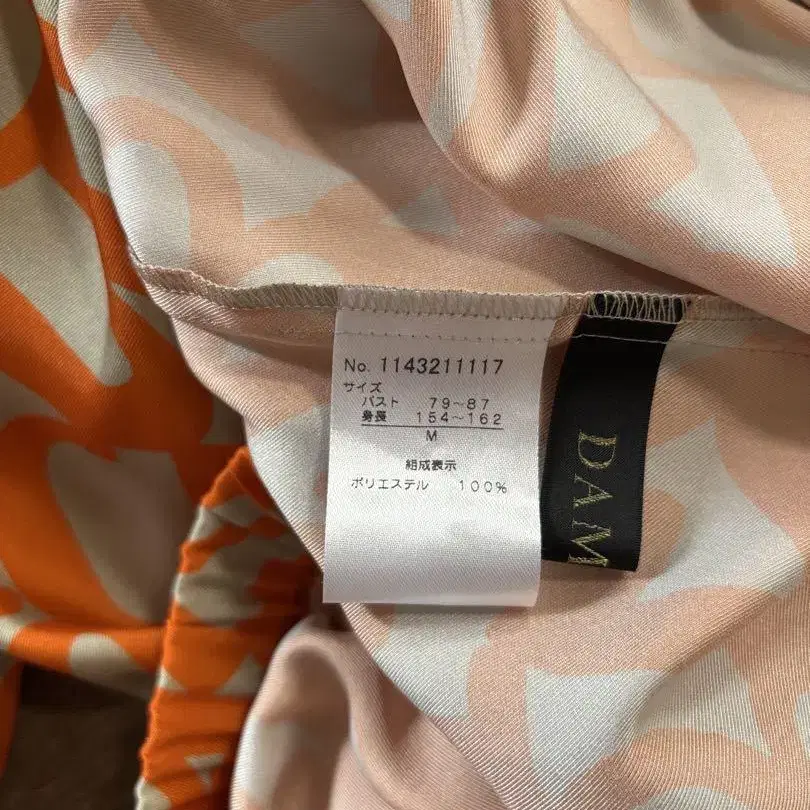 No. 1143211117
サイズ
バスト 79~87
身長 154~162
M
組成表示
ポリエステル 100%
DAM